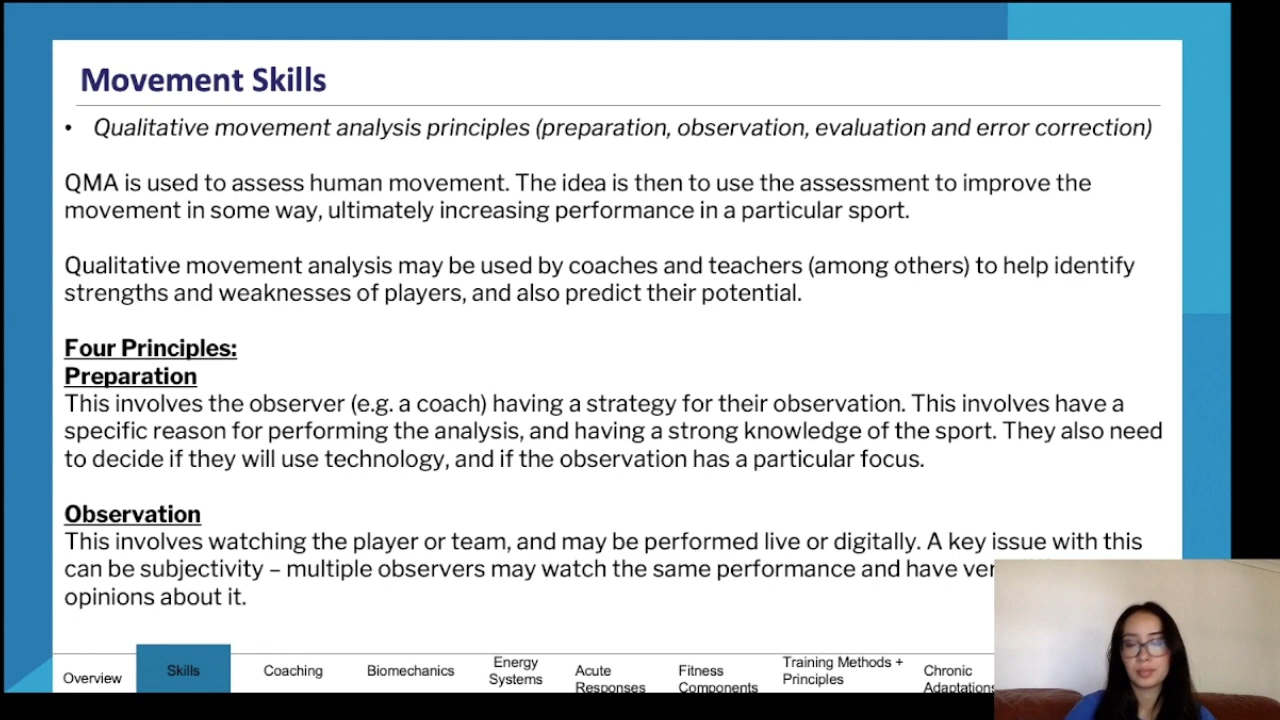 Movement Skills
• Qualitative movement analysis principles (preparation, observation, evaluation and error correction)
QMA is used to assess human movement. The idea is then to use the assessment to improve the
movement in some way, ultimately increasing performance in a particular sport.
Qualitative movement analysis may be used by coaches and teachers (among others) to help identify
strengths and weaknesses of players, and also predict their potential.
Four Principles:
Preparation
This involves the observer (e.g. a coach) having a strategy for their observation. This involves have a
specific reason for performing the analysis, and having a strong knowledge of the sport. They also need
to decide if they will use technology, and if the observation has a particular focus.
Observation
This involves watching the player or team, and may be performed live or digitally. A key issue with this
can be subjectivity – multiple observers may watch the same performance and have
opinions about it.
Overview
Skills
Coaching
Biomechanics
Energy
Systems
Acute
Responses
Fitness
Components
Training Methods +
Principles
Chronic
Adaptations